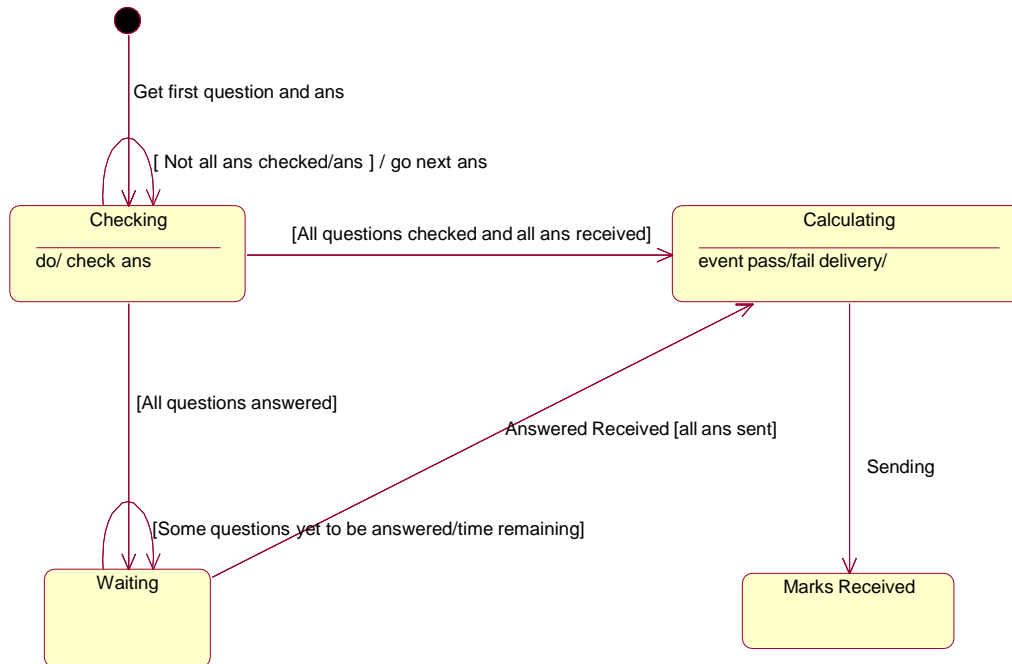 Get first question and ans
[ Not all ans checked/ans ] / go next ans
Checking
do/ check ans
[All questions checked and all ans received]
Calculating
event pass/fail delivery/
[All questions answered]
Answered Received [all ans sent]
Sending
[Some questions yet to be answered/time remaining]
Waiting
Marks Received